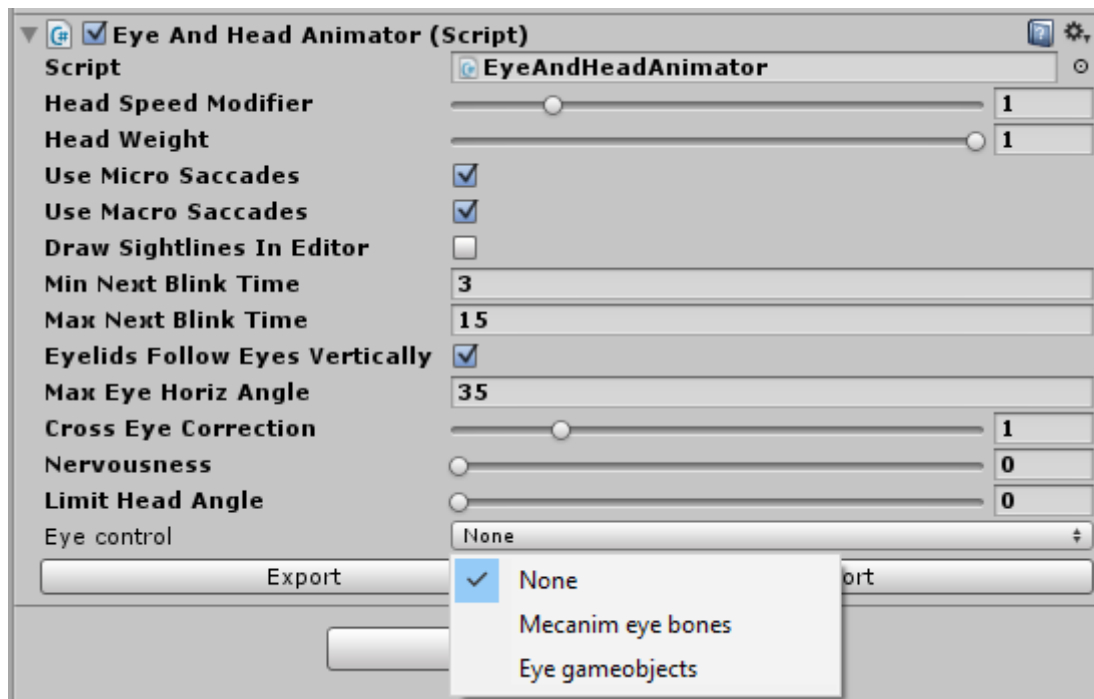 Eye And Head Animator (Script)
Script EyeAndHeadAnimator
Head Speed Modifier 1
Head Weight 1
Use Micro Saccades
Use Macro Saccades
Draw Sightlines In Editor
Min Next Blink Time 3
Max Next Blink Time 15
Eyelids Follow Eyes Vertically
Max Eye Horiz Angle 35
Cross Eye Correction 1
Nervousness 0
Limit Head Angle 0
Eye control None
Export ort
None
Mecanim eye bones
Eye gameobjects